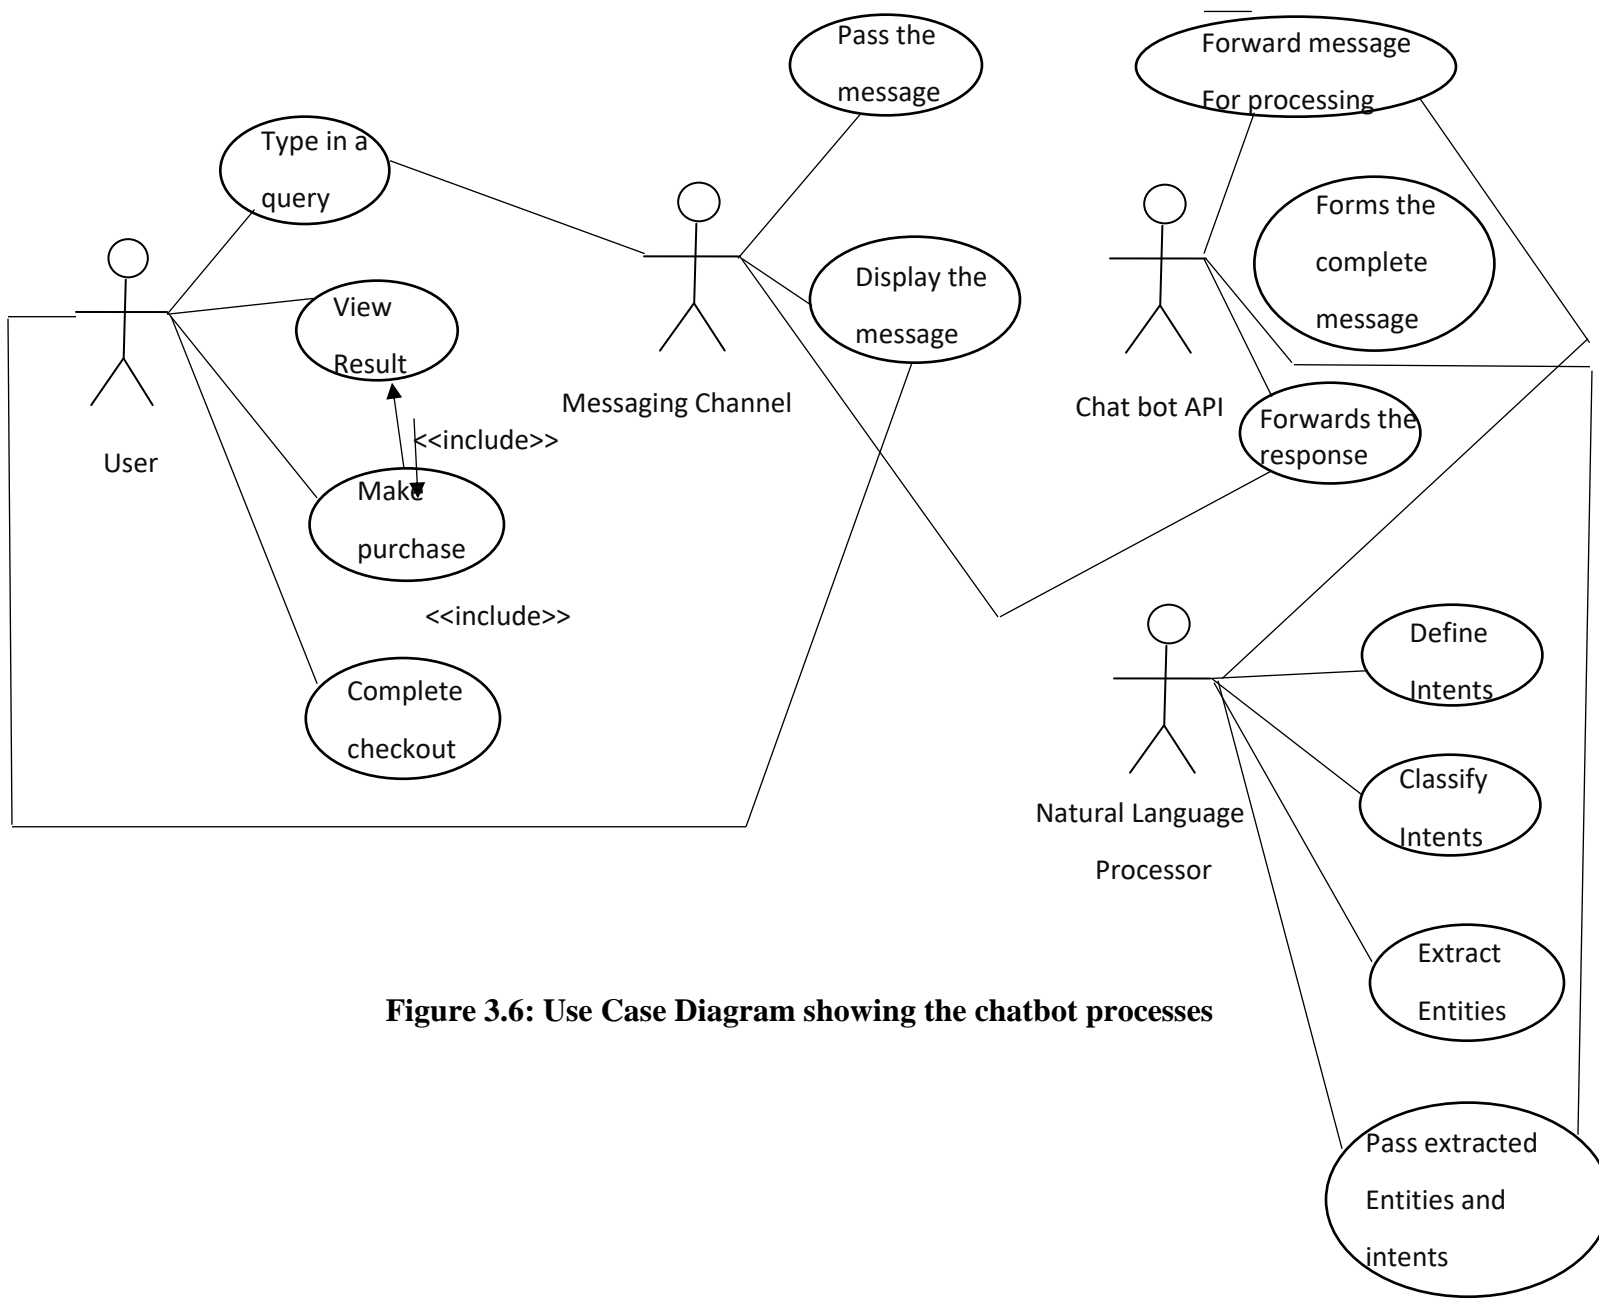 Pass the
message
Forward message
For processing
Type in a
query
Forms the
complete
message
View
Result
Display the
message
Messaging Channel
Chat bot API
Forwards the
response
<<include>>
User
Make
purchase
<<include>>
Define
Intents
Complete
checkout
Classify
Intents
Natural Language
Processor
Extract
Entities
Figure 3.6: Use Case Diagram showing the chatbot processes
Pass extracted
Entities and
intents